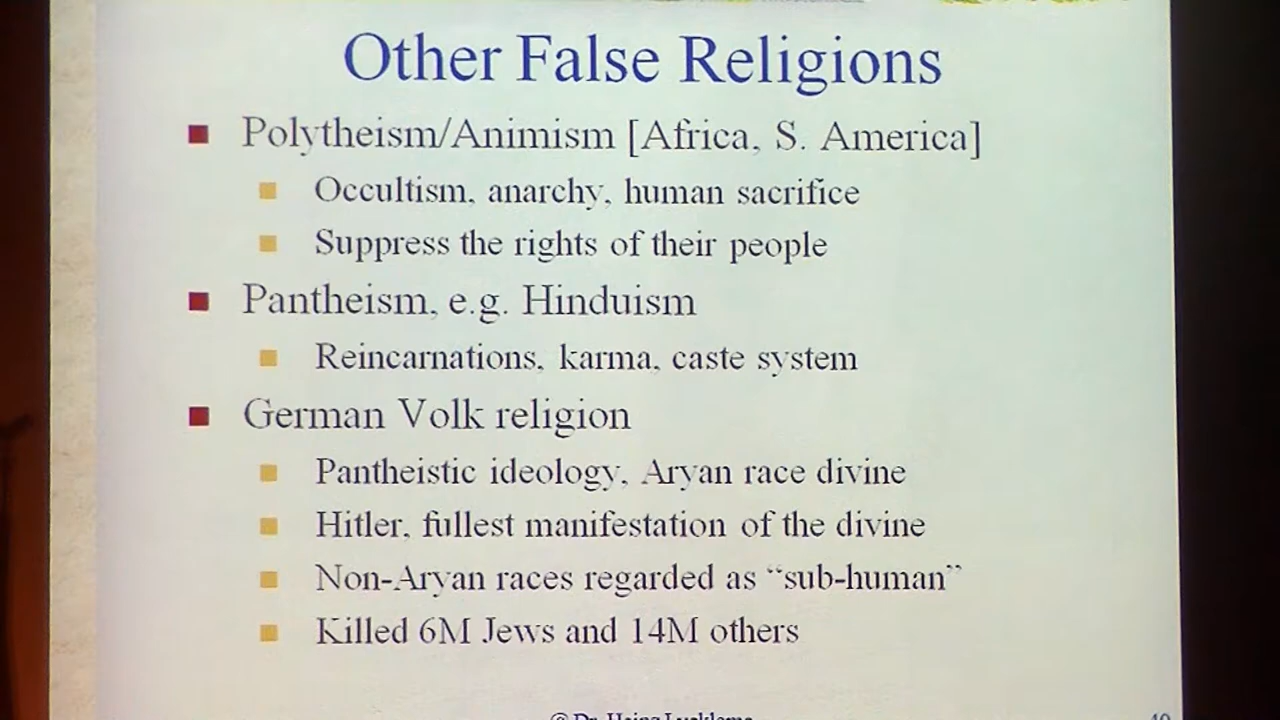 Other False Religions
Polytheism/Animism [Africa, S. America]
Occultism, anarchy, human sacrifice
Suppress the rights of their people
Pantheism, e.g. Hinduism
Reincarnations, karma, caste system
German Volk religion
Pantheistic ideology, Aryan race divine
Hitler, fullest manifestation of the divine
Non-Aryan races regarded as “sub-human”
Killed 6M Jews and 14M others
© Dr. Heinz